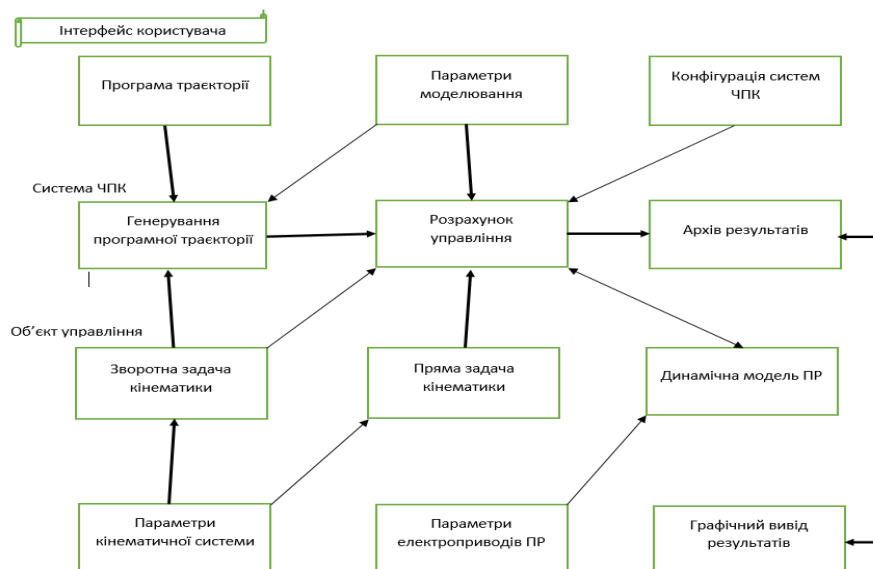 Інтерфейс користувача
Програма траєкторії
Параметри
моделювання
Конфігурація систем
ЧПК
Система ЧПК
Генерування
програмної траєкторії
Розрахунок
управління
Архів результатів
Об’єкт управління
Зворотна задача
кінематики
Пряма задача
кінематики
Динамічна модель ПР
Параметри
кінематичної системи
Параметри
електроприводів ПР
Графічний вивід
результатів